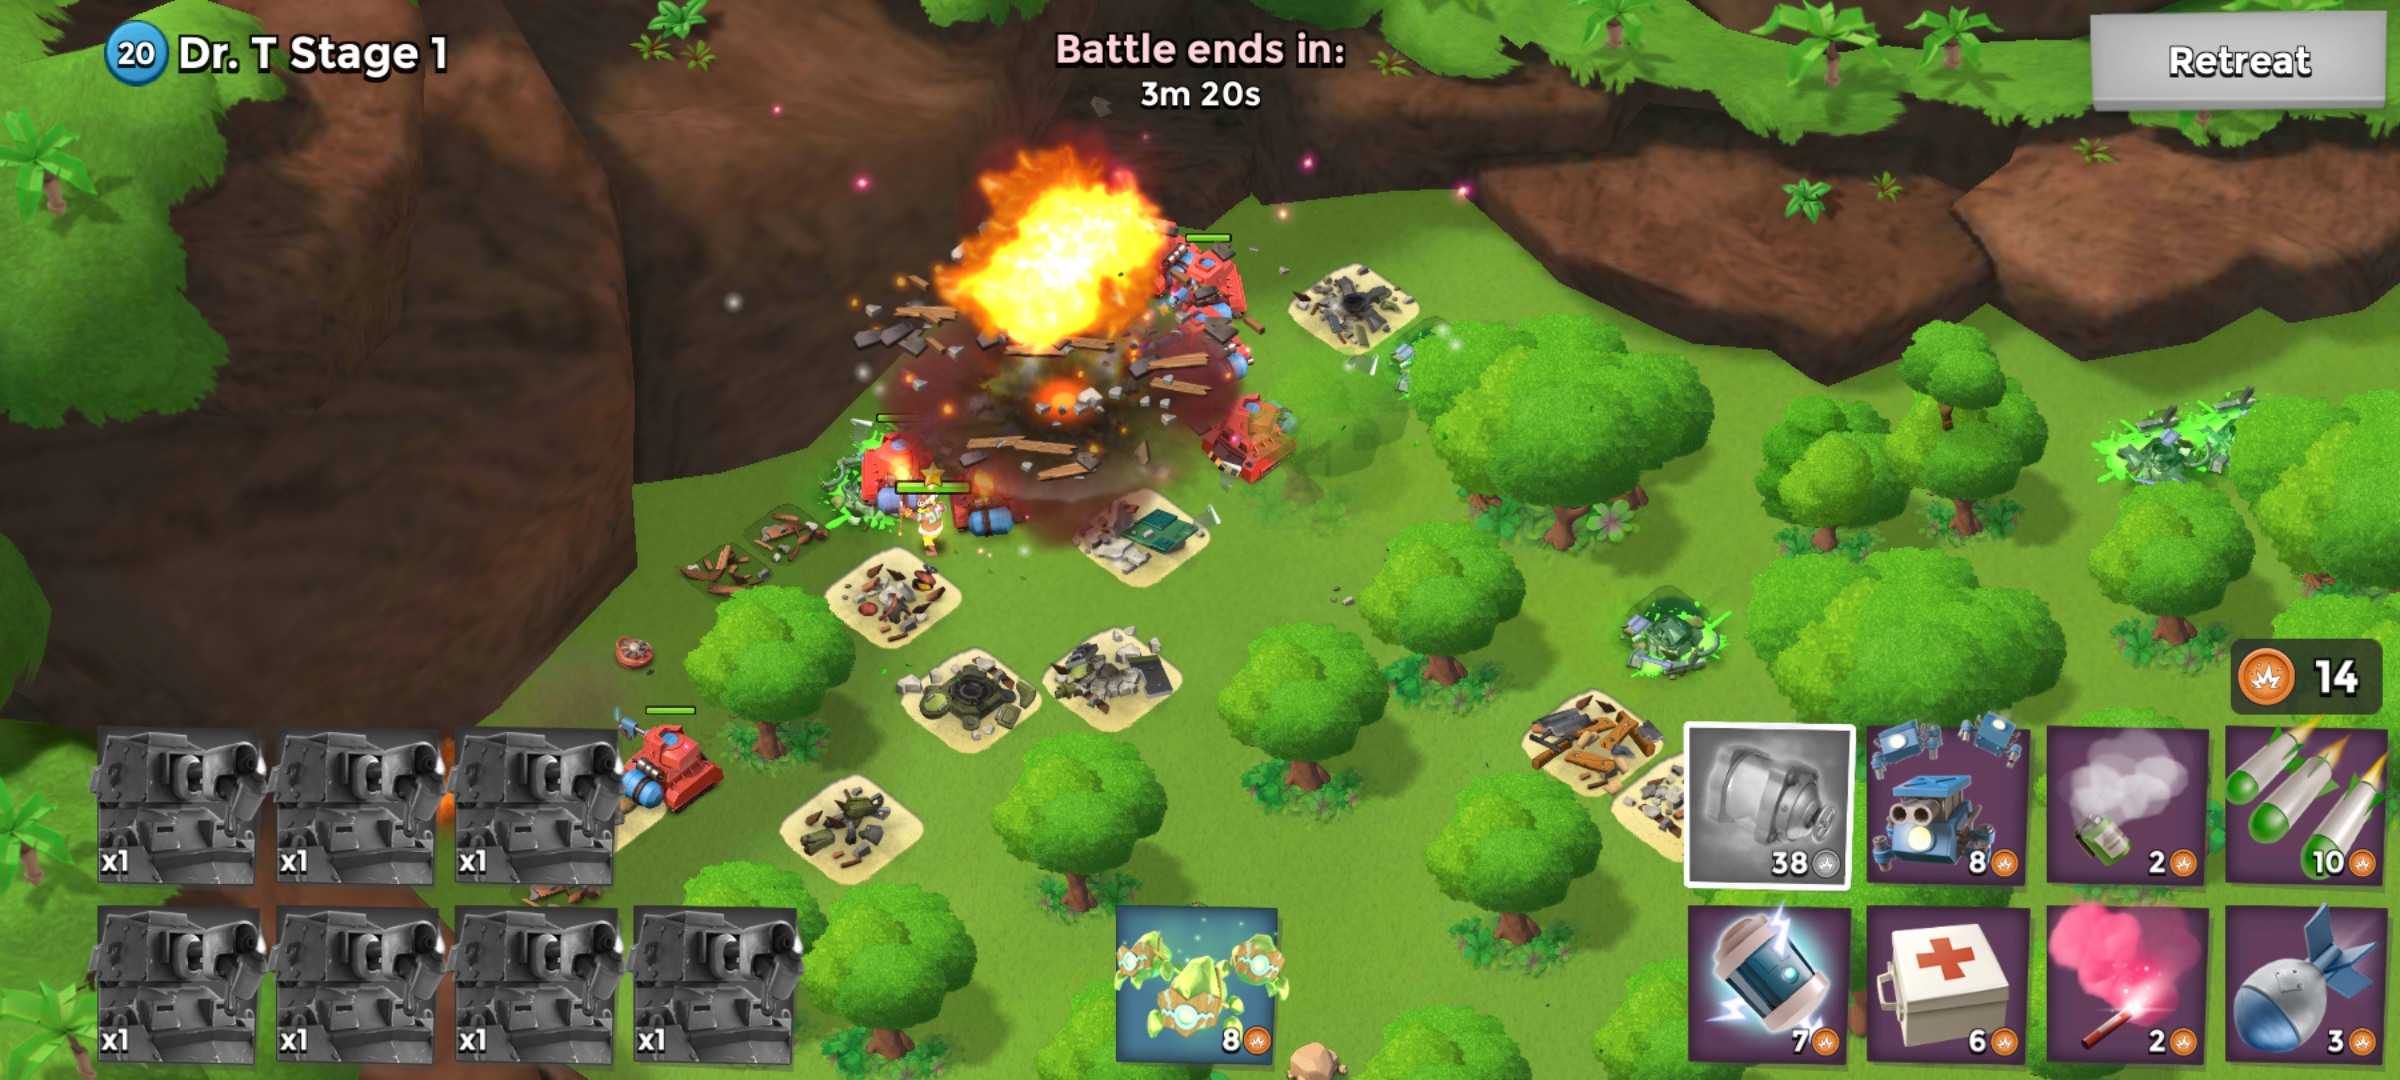 20 Dr. T Stage 1
Battle ends in:
3m 20s
Retreat
14
x1 x1 x1
38 8 2 10
x1 x1 x1 x1
8
7 6 2 3